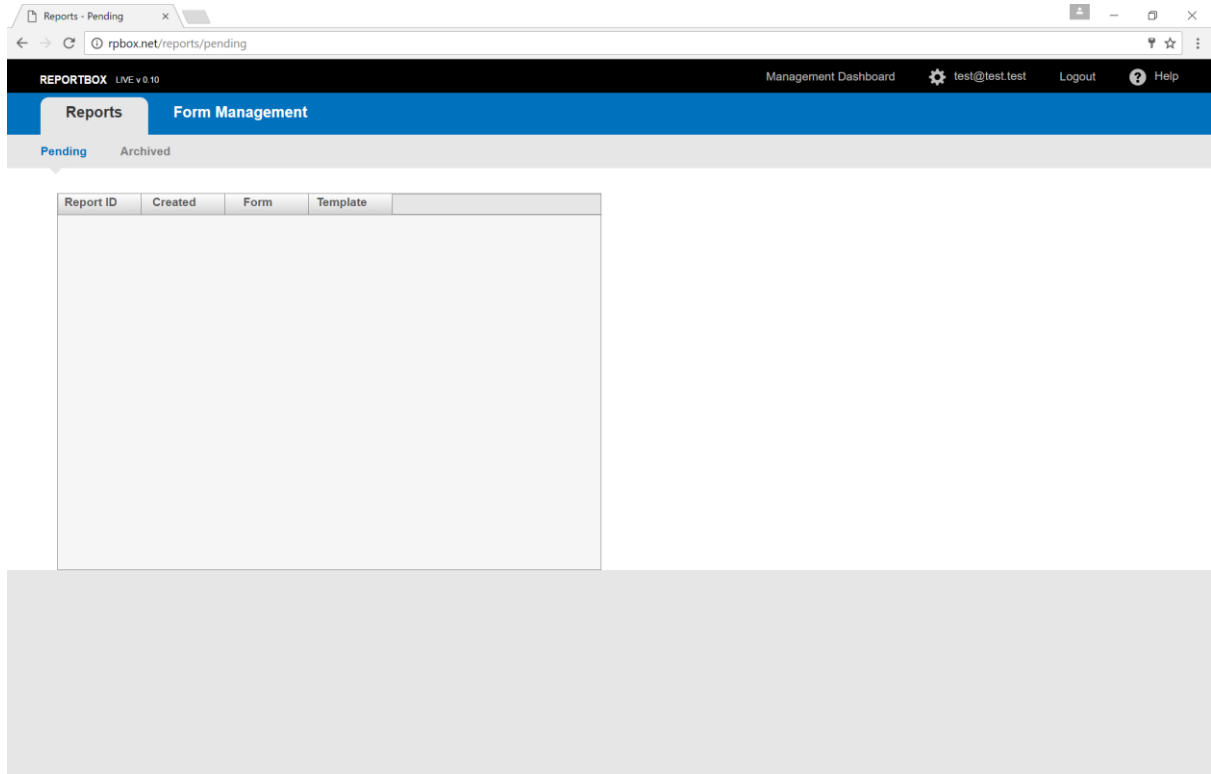 Reports - Pending
rpbox.net/reports/pending
REPORTBOX LIVE v 0.10 Management Dashboard test@test.test Logout Help
Reports Form Management
Pending Archived
Report ID Created Form Template